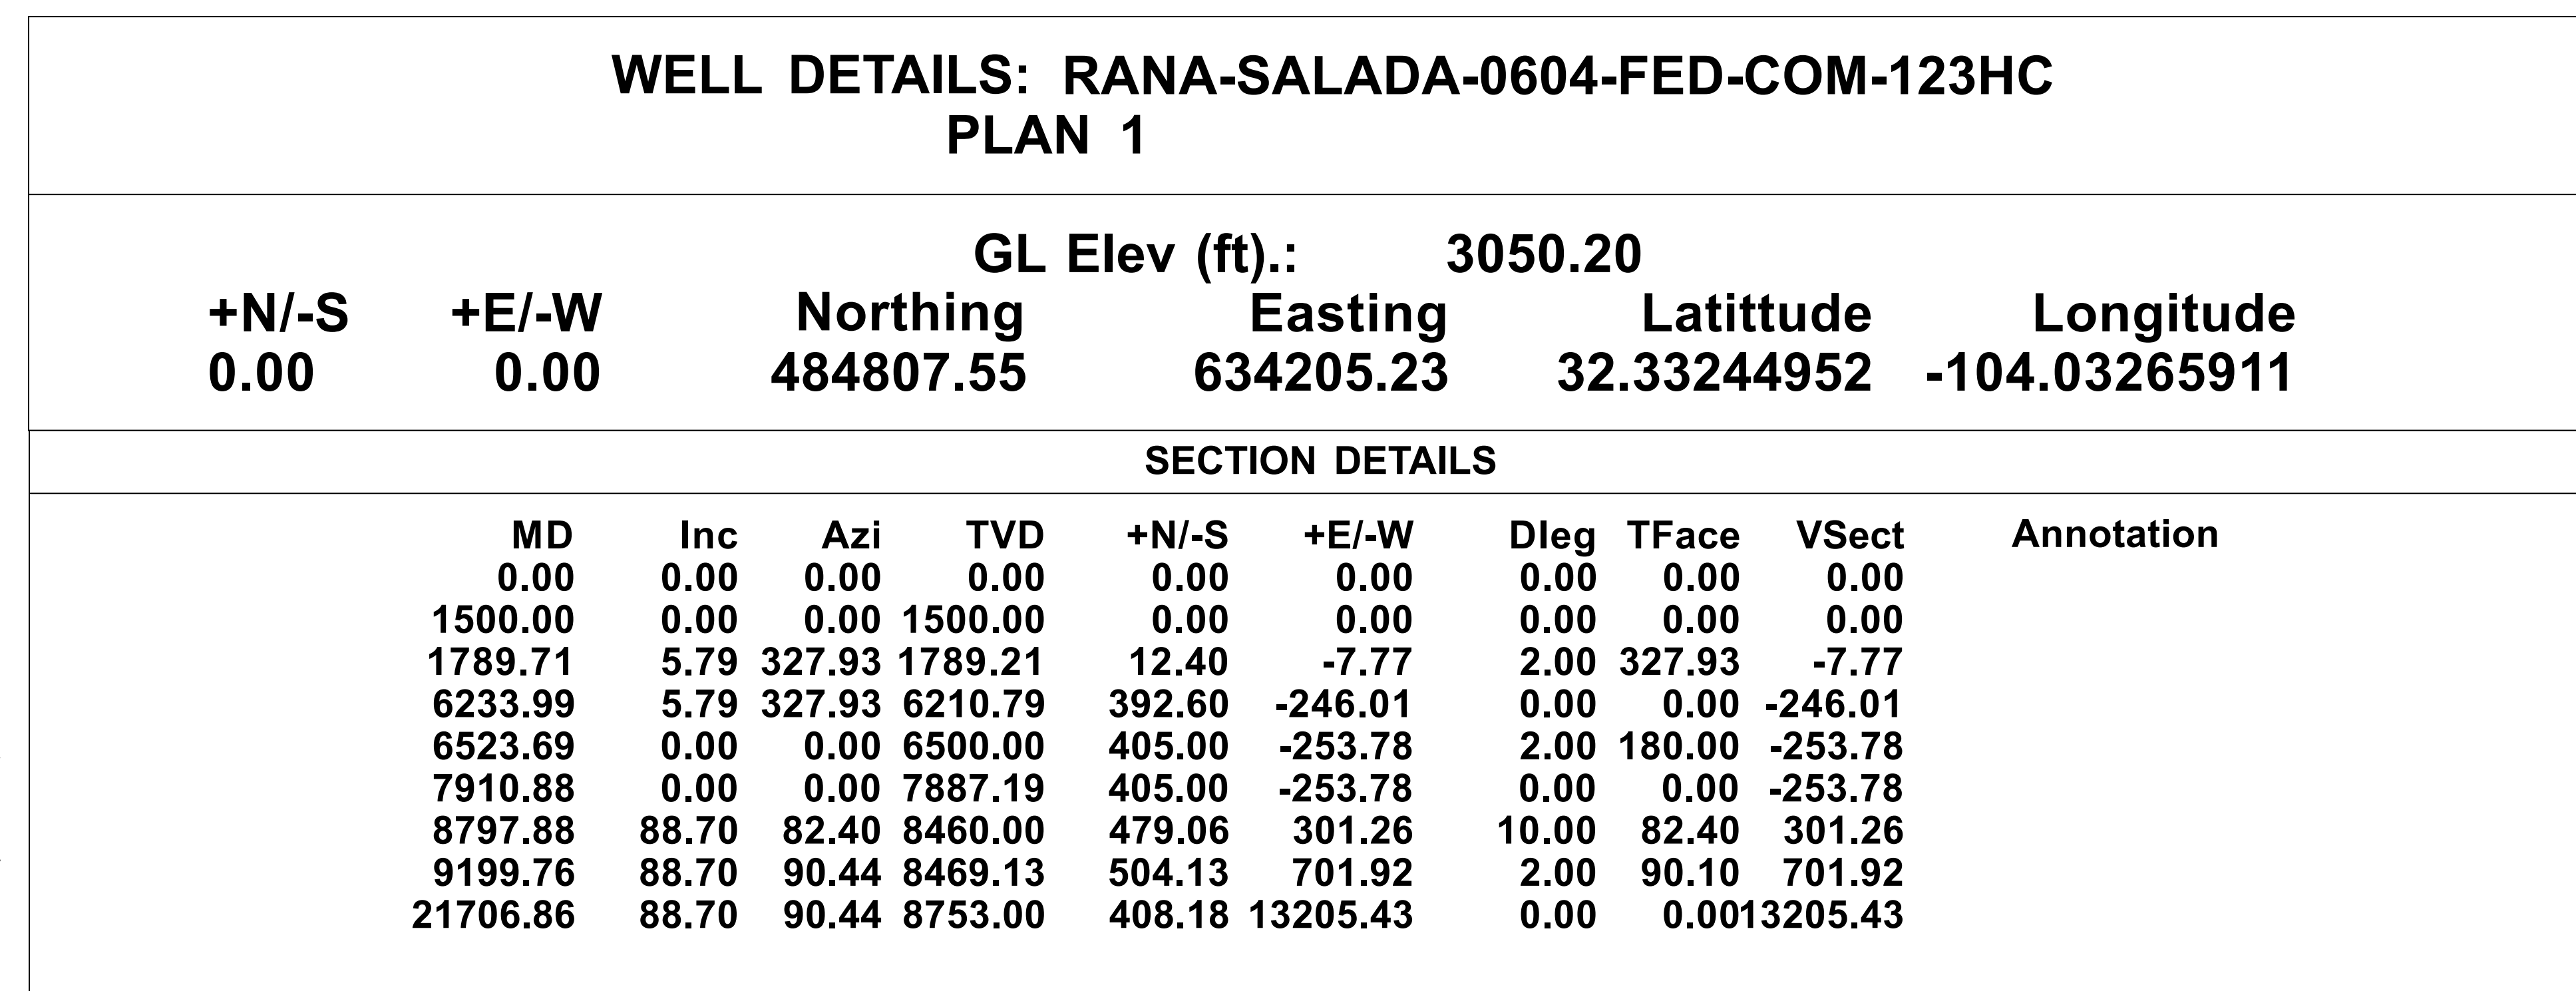 WELL DETAILS: RANA-SALADA-0604-FED-COM-123HC
PLAN 1
GL Elev (ft).: 3050.20
+N/-S +E/-W Northing Easting Latittude Longitude
0.00 0.00 484807.55 634205.23 32.33244952 -104.03265911
SECTION DETAILS
MD Inc Azi TVD +N/-S +E/-W Dleg TFace VSect Annotation
0.00 0.00 0.00 0.00 0.00 0.00 0.00 0.00 0.00
1500.00 0.00 0.00 1500.00 0.00 0.00 0.00 0.00 0.00
1789.71 5.79 327.93 1789.21 12.40 -7.77 2.00 327.93 -7.77
6233.99 5.79 327.93 6210.79 392.60 -246.01 0.00 0.00 -246.01
6523.69 0.00 0.00 6500.00 405.00 -253.78 2.00 180.00 -253.78
7910.88 0.00 0.00 7887.19 405.00 -253.78 0.00 0.00 -253.78
8797.88 88.70 82.40 8460.00 479.06 301.26 10.00 82.40 301.26
9199.76 88.70 90.44 8469.13 504.13 701.92 2.00 90.10 701.92
21706.86 88.70 90.44 8753.00 408.18 13205.43 0.00 0.00 13205.43